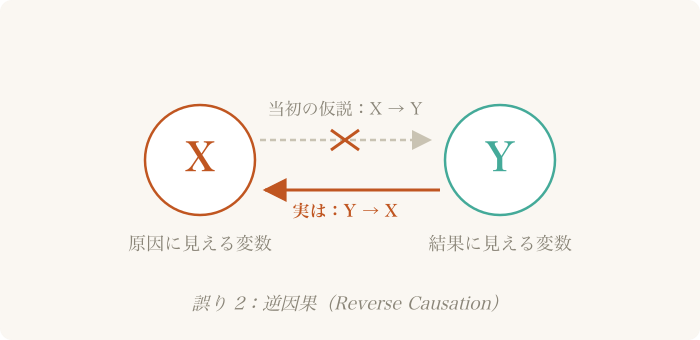 当初の仮説：X → Y
X
Y
実は：Y → X
原因に見える変数
結果に見える変数
誤り 2：逆因果（Reverse Causation）